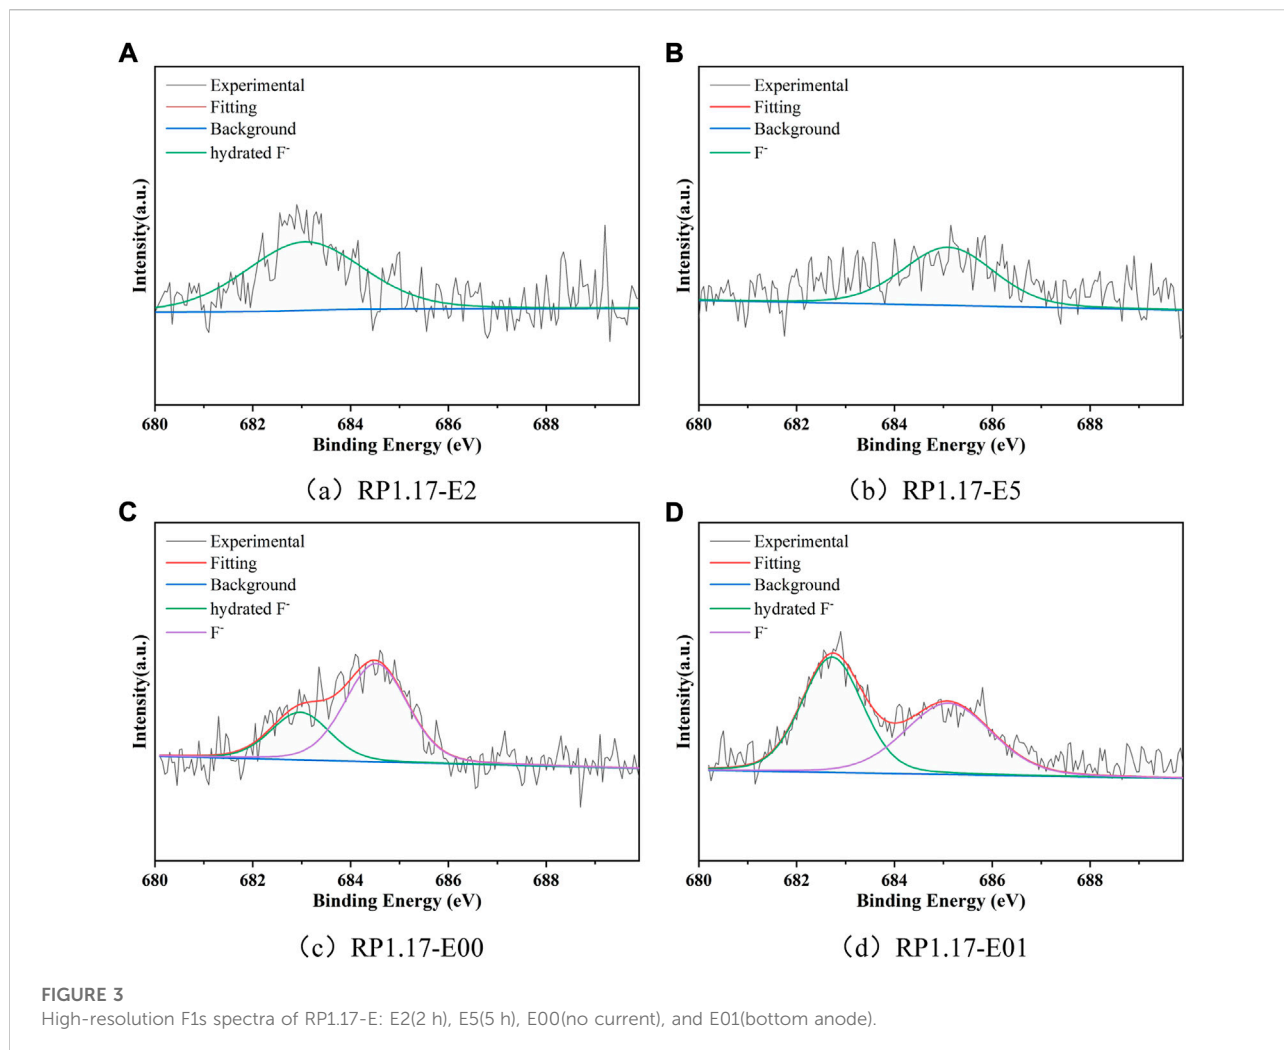 A
Experimental
Fitting
Background
hydrated F-
Intensity(a.u.)
680 682 684 686 688
Binding Energy (eV)
(a) RP1.17-E2
B
Experimental
Fitting
Background
F-
Intensity(a.u.)
680 682 684 686 688
Binding Energy (eV)
(b) RP1.17-E5
C
Experimental
Fitting
Background
hydrated F-
F-
Intensity(a.u.)
680 682 684 686 688
Binding Energy (eV)
(c) RP1.17-E00
D
Experimental
Fitting
Background
hydrated F-
F-
Intensity(a.u.)
680 682 684 686 688
Binding Energy (eV)
(d) RP1.17-E01
FIGURE 3
High-resolution F1s spectra of RP1.17-E: E2(2 h), E5(5 h), E00(no current), and E01(bottom anode).